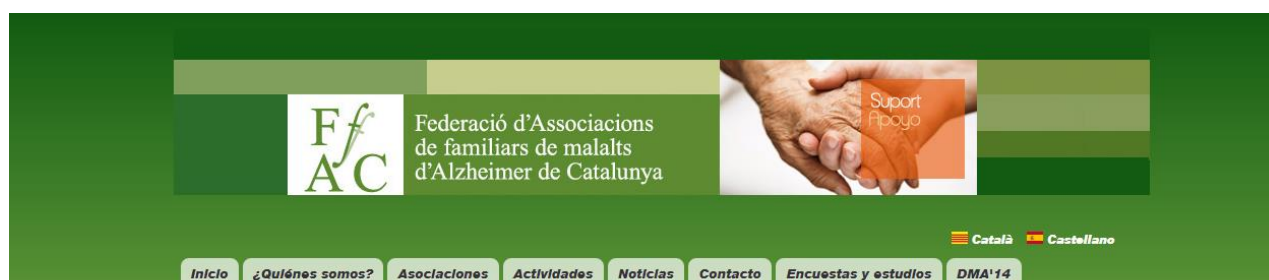 F f
A C
Federació d'Associacions
de familiars de malalts
d'Alzheimer de Catalunya
Suport
Apoyo
Català Castellano
Inicio ¿Quiénes somos? Asociaciones Actividades Noticias Contacto Encuestas y estudios DMA'14